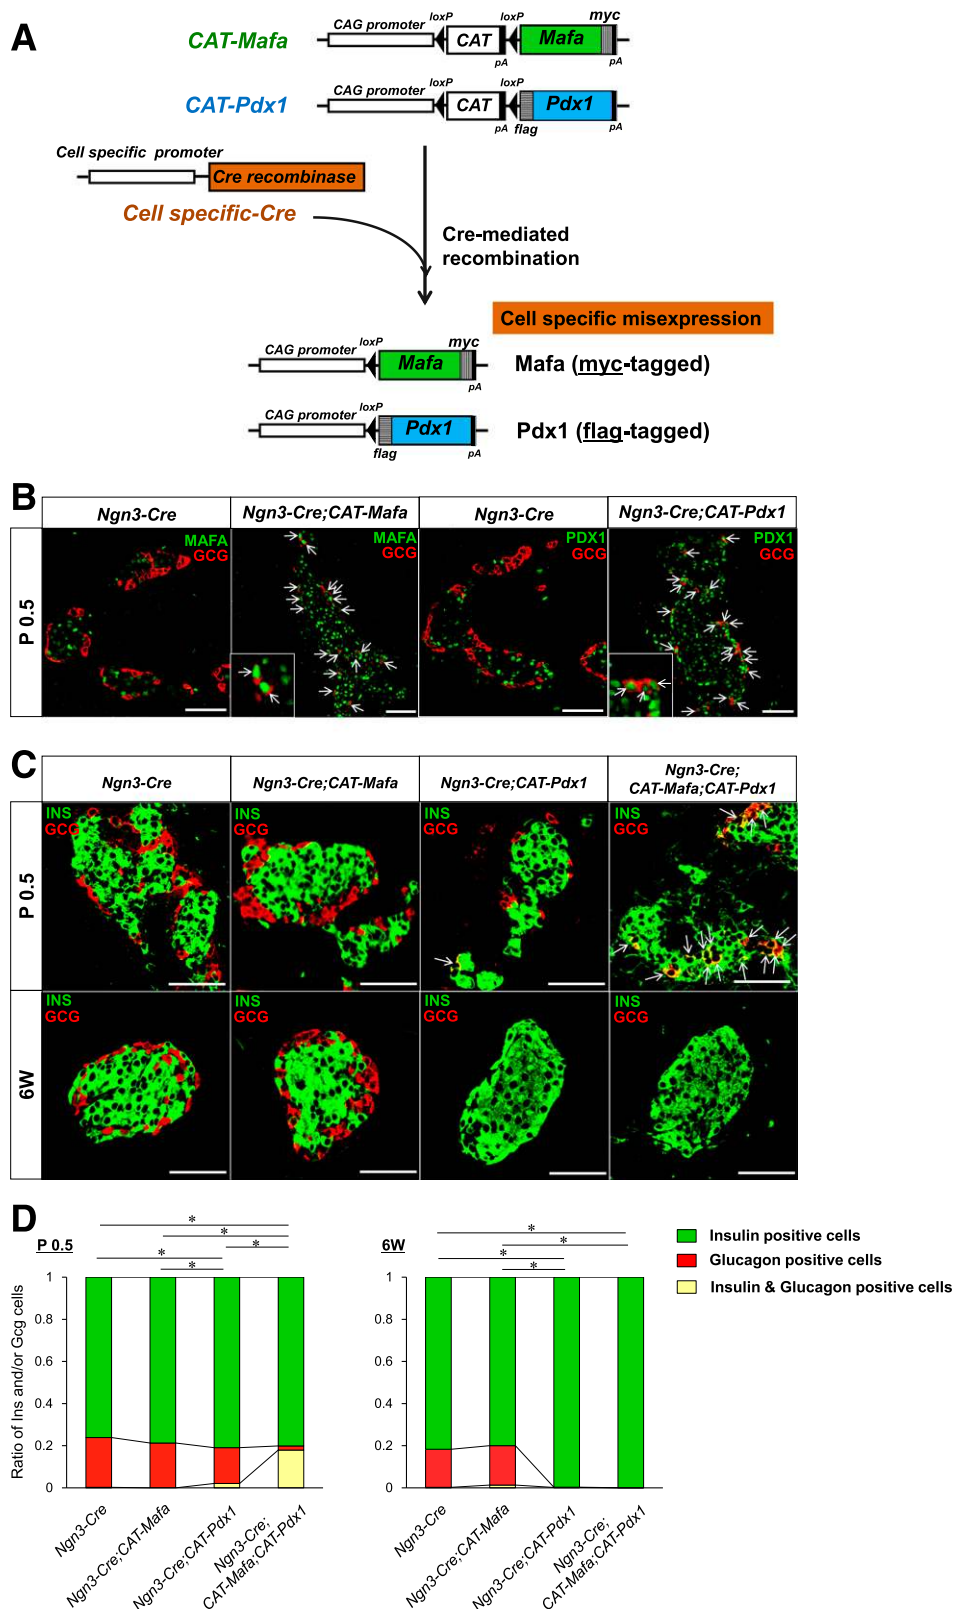 A
CAT-Mafa
CAG promoter
loxP
CAT
pA
loxP
Mafa
myc
pA
CAT-Pdx1
CAG promoter
loxP
CAT
pA
loxP
flag
Pdx1
pA
Cell specific promoter
Cre recombinase
Cell specific-Cre
Cre-mediated
recombination
Cell specific misexpression
CAG promoter
loxP
Mafa
myc
pA
Mafa (myc-tagged)
CAG promoter
loxP
flag
Pdx1
pA
Pdx1 (flag-tagged)
B
Ngn3-Cre
Ngn3-Cre;CAT-Mafa
Ngn3-Cre
Ngn3-Cre;CAT-Pdx1
P 0.5
MAFA
GCG
MAFA
GCG
PDX1
GCG
PDX1
GCG
C
Ngn3-Cre
Ngn3-Cre;CAT-Mafa
Ngn3-Cre;CAT-Pdx1
Ngn3-Cre;
CAT-Mafa;CAT-Pdx1
P 0.5
INS
GCG
INS
GCG
INS
GCG
INS
GCG
6W
INS
GCG
INS
GCG
INS
GCG
INS
GCG
D
P 0.5
*
*
*
*
*
Ratio of Ins and/or Gcg cells
1
0.8
0.6
0.4
0.2
0
Ngn3-Cre
Ngn3-Cre;CAT-Mafa
Ngn3-Cre;CAT-Pdx1
Ngn3-Cre;
CAT-Mafa;CAT-Pdx1
6W
*
*
*
*
1
0.8
0.6
0.4
0.2
0
Ngn3-Cre
Ngn3-Cre;CAT-Mafa
Ngn3-Cre;CAT-Pdx1
Ngn3-Cre;
CAT-Mafa;CAT-Pdx1
Insulin positive cells
Glucagon positive cells
Insulin & Glucagon positive cells